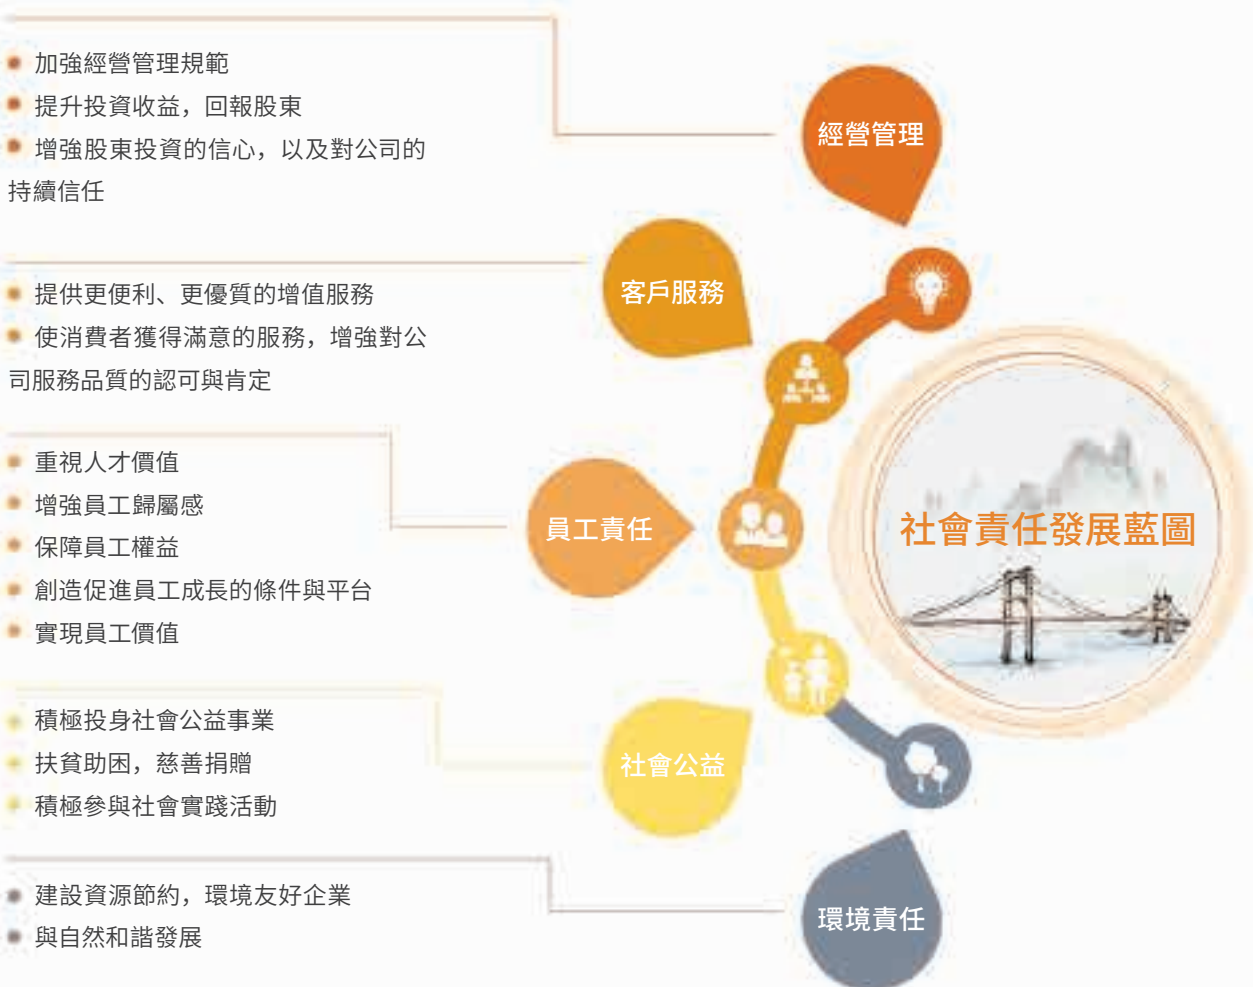 加強經營管理規範
提升投資收益，回報股東
增強股東投資的信心，以及對公司的
持續信任
經營管理
提供更便利、更優質的增值服務
使消費者獲得滿意的服務，增強對公
司服務品質的認可與肯定
客戶服務
重視人才價值
增強員工歸屬感
保障員工權益
創造促進員工成長的條件與平台
實現員工價值
員工責任
社會責任發展藍圖
積極投身社會公益事業
扶貧助困，慈善捐贈
積極參與社會實踐活動
社會公益
建設資源節約，環境友好企業
與自然和諧發展
環境責任